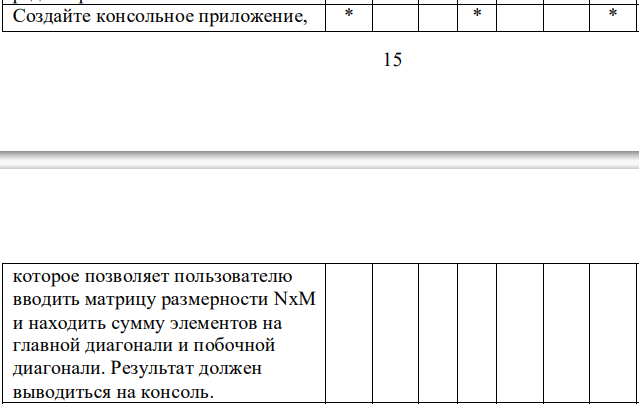 Создайте консольное приложение, * * *
15
которое позволяет пользователю
вводить матрицу размерности NxM
и находить сумму элементов на
главной диагонали и побочной
диагонали. Результат должен
выводиться на консоль.